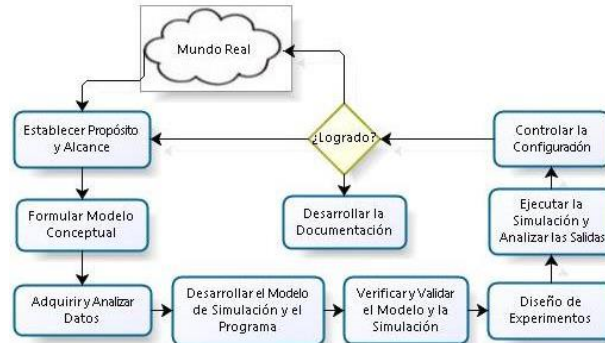 Mundo Real
Establecer Propósito
y Alcance
¿Logrado?
Controlar la
Configuración
Formular Modelo
Conceptual
Desarrollar la
Documentación
Ejecutar la
Simulación y
Analizar las Salidas
Adquirir y Analizar
Datos
Desarrollar el Modelo
de Simulación y el
Programa
Verificar y Validar
el Modelo y la
Simulación
Diseño de
Experimentos